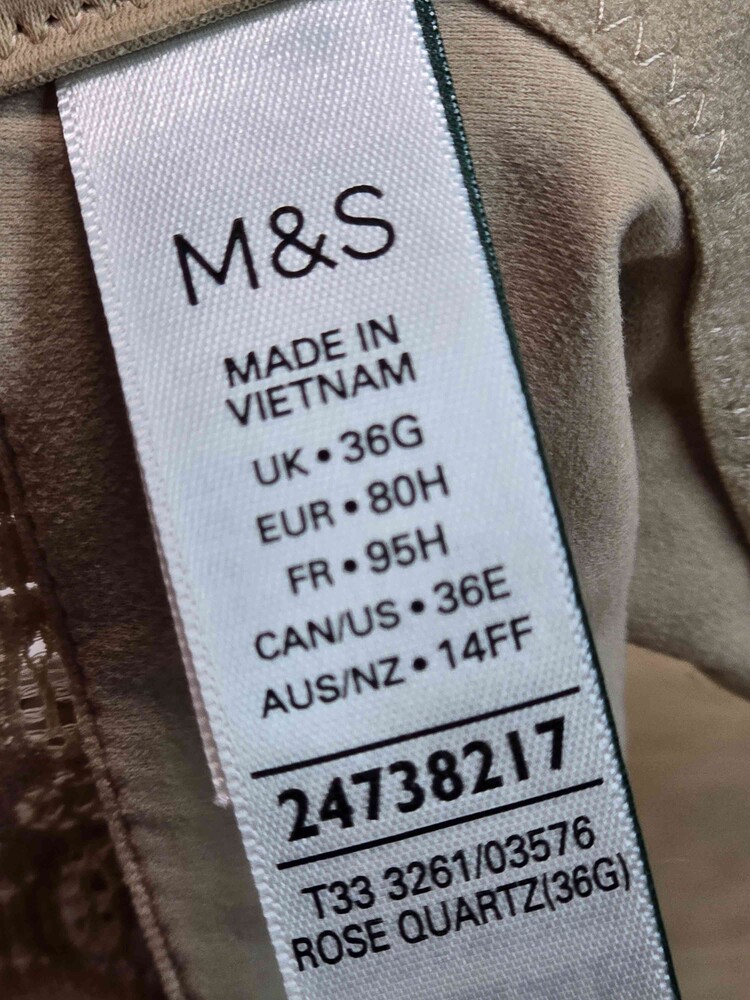 M&S
MADE IN
VIETNAM
UK • 36G
EUR • 80H
FR • 95H
CAN/US • 36E
AUS/NZ • 14FF
24738217
T33 3261/03576
ROSE QUARTZ(36G)